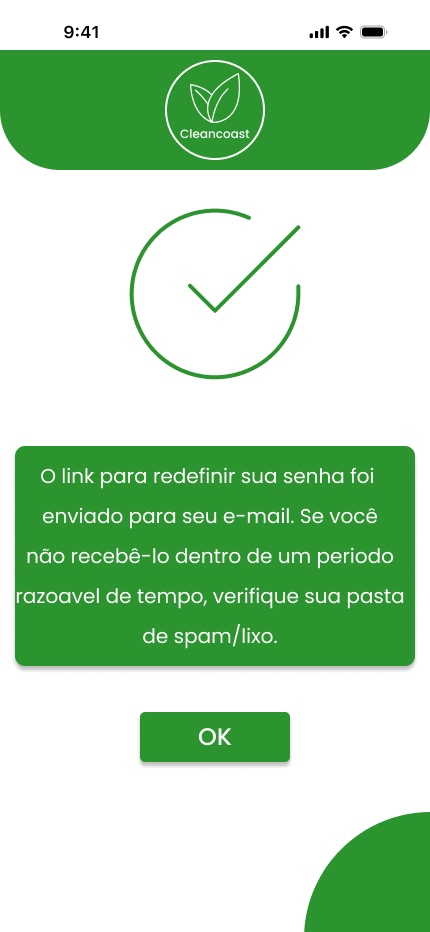 9:41
Cleancoast
O link para redefinir sua senha foi
enviado para seu e-mail. Se você
não recebê-lo dentro de um periodo
razoavel de tempo, verifique sua pasta
de spam/lixo.
OK